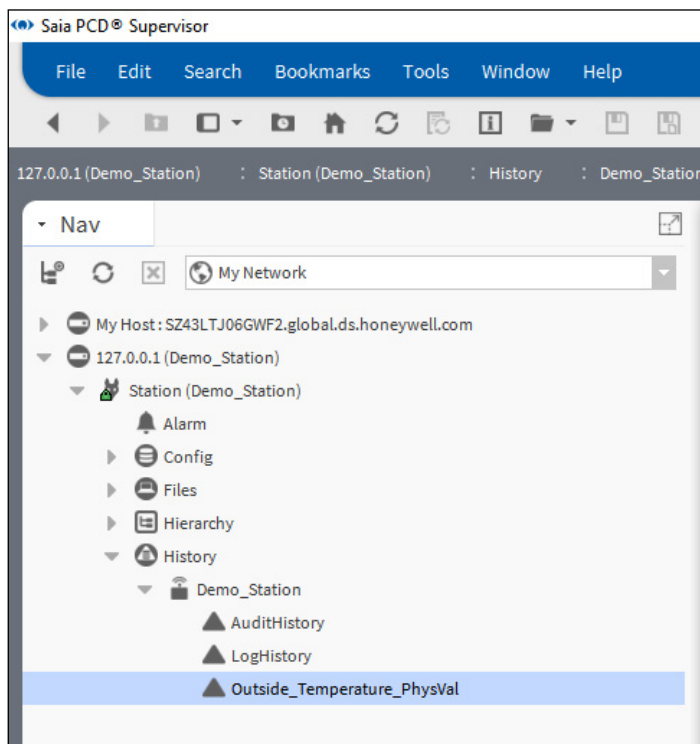 Saia PCD® Supervisor
File Edit Search Bookmarks Tools Window Help
127.0.0.1 (Demo_Station) : Station (Demo_Station) : History : Demo_Station
Nav
My Network
My Host : SZ43LTJ06GWF2.global.ds.honeywell.com
127.0.0.1 (Demo_Station)
Station (Demo_Station)
Alarm
Config
Files
Hierarchy
History
Demo_Station
AuditHistory
LogHistory
Outside_Temperature_PhysVal